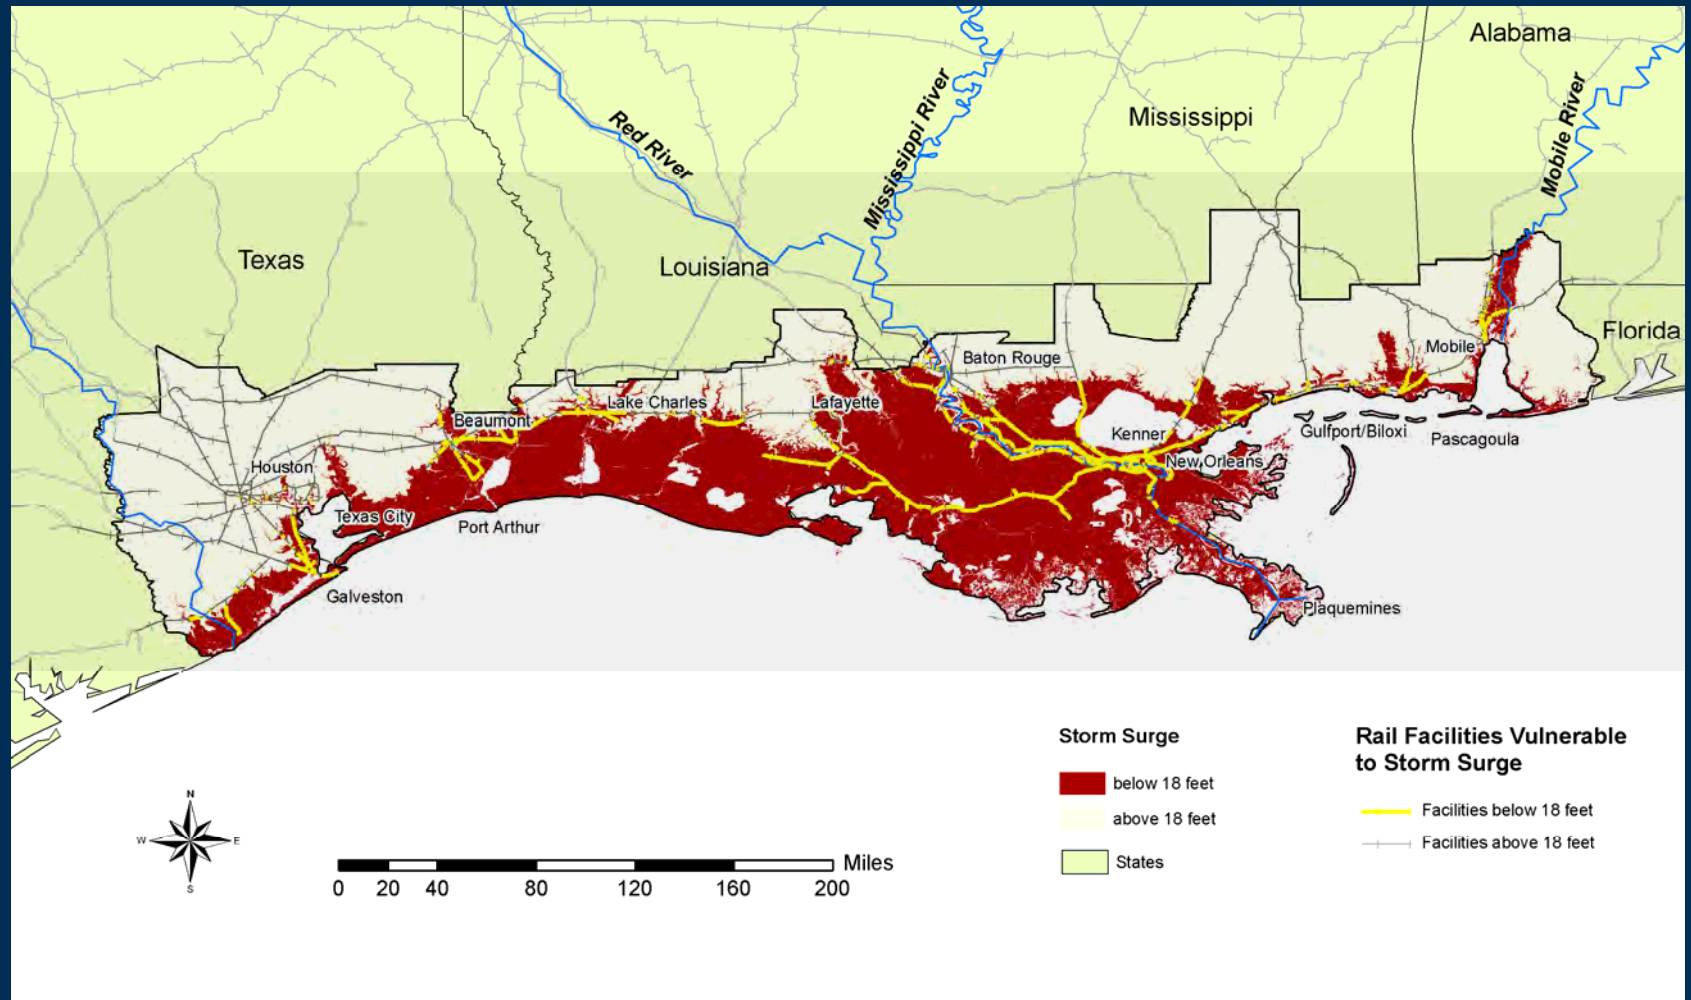 Alabama
Mississippi
Mississippi River
Mobile River
Red River
Texas
Louisiana
Florida
Baton Rouge
Mobile
Lake Charles
Lafayette
Beaumont
Kenner
Gulfport/Biloxi
Pascagoula
New Orleans
Houston
Texas City
Port Arthur
Galveston
Plaquemines
Storm Surge
below 18 feet
above 18 feet
States
Rail Facilities Vulnerable
to Storm Surge
Facilities below 18 feet
Facilities above 18 feet
N
W
E
S
Miles
0 20 40 80 120 160 200